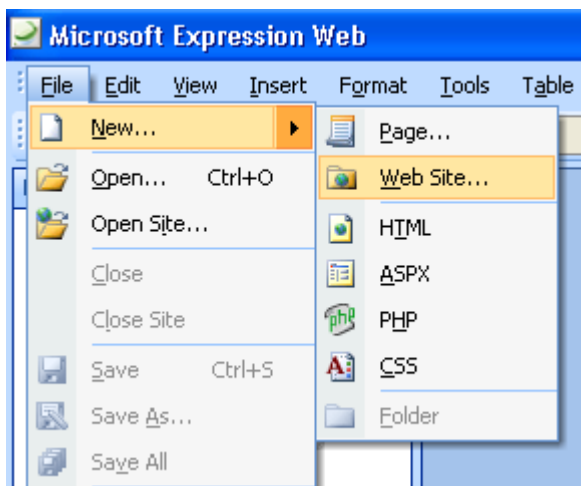 Microsoft Expression Web
File Edit View Insert Format Tools Table
New...
Open... Ctrl+O
Open Site...
Close
Close Site
Save Ctrl+S
Save As...
Save All
Page...
Web Site...
HTML
ASPX
PHP
CSS
Folder